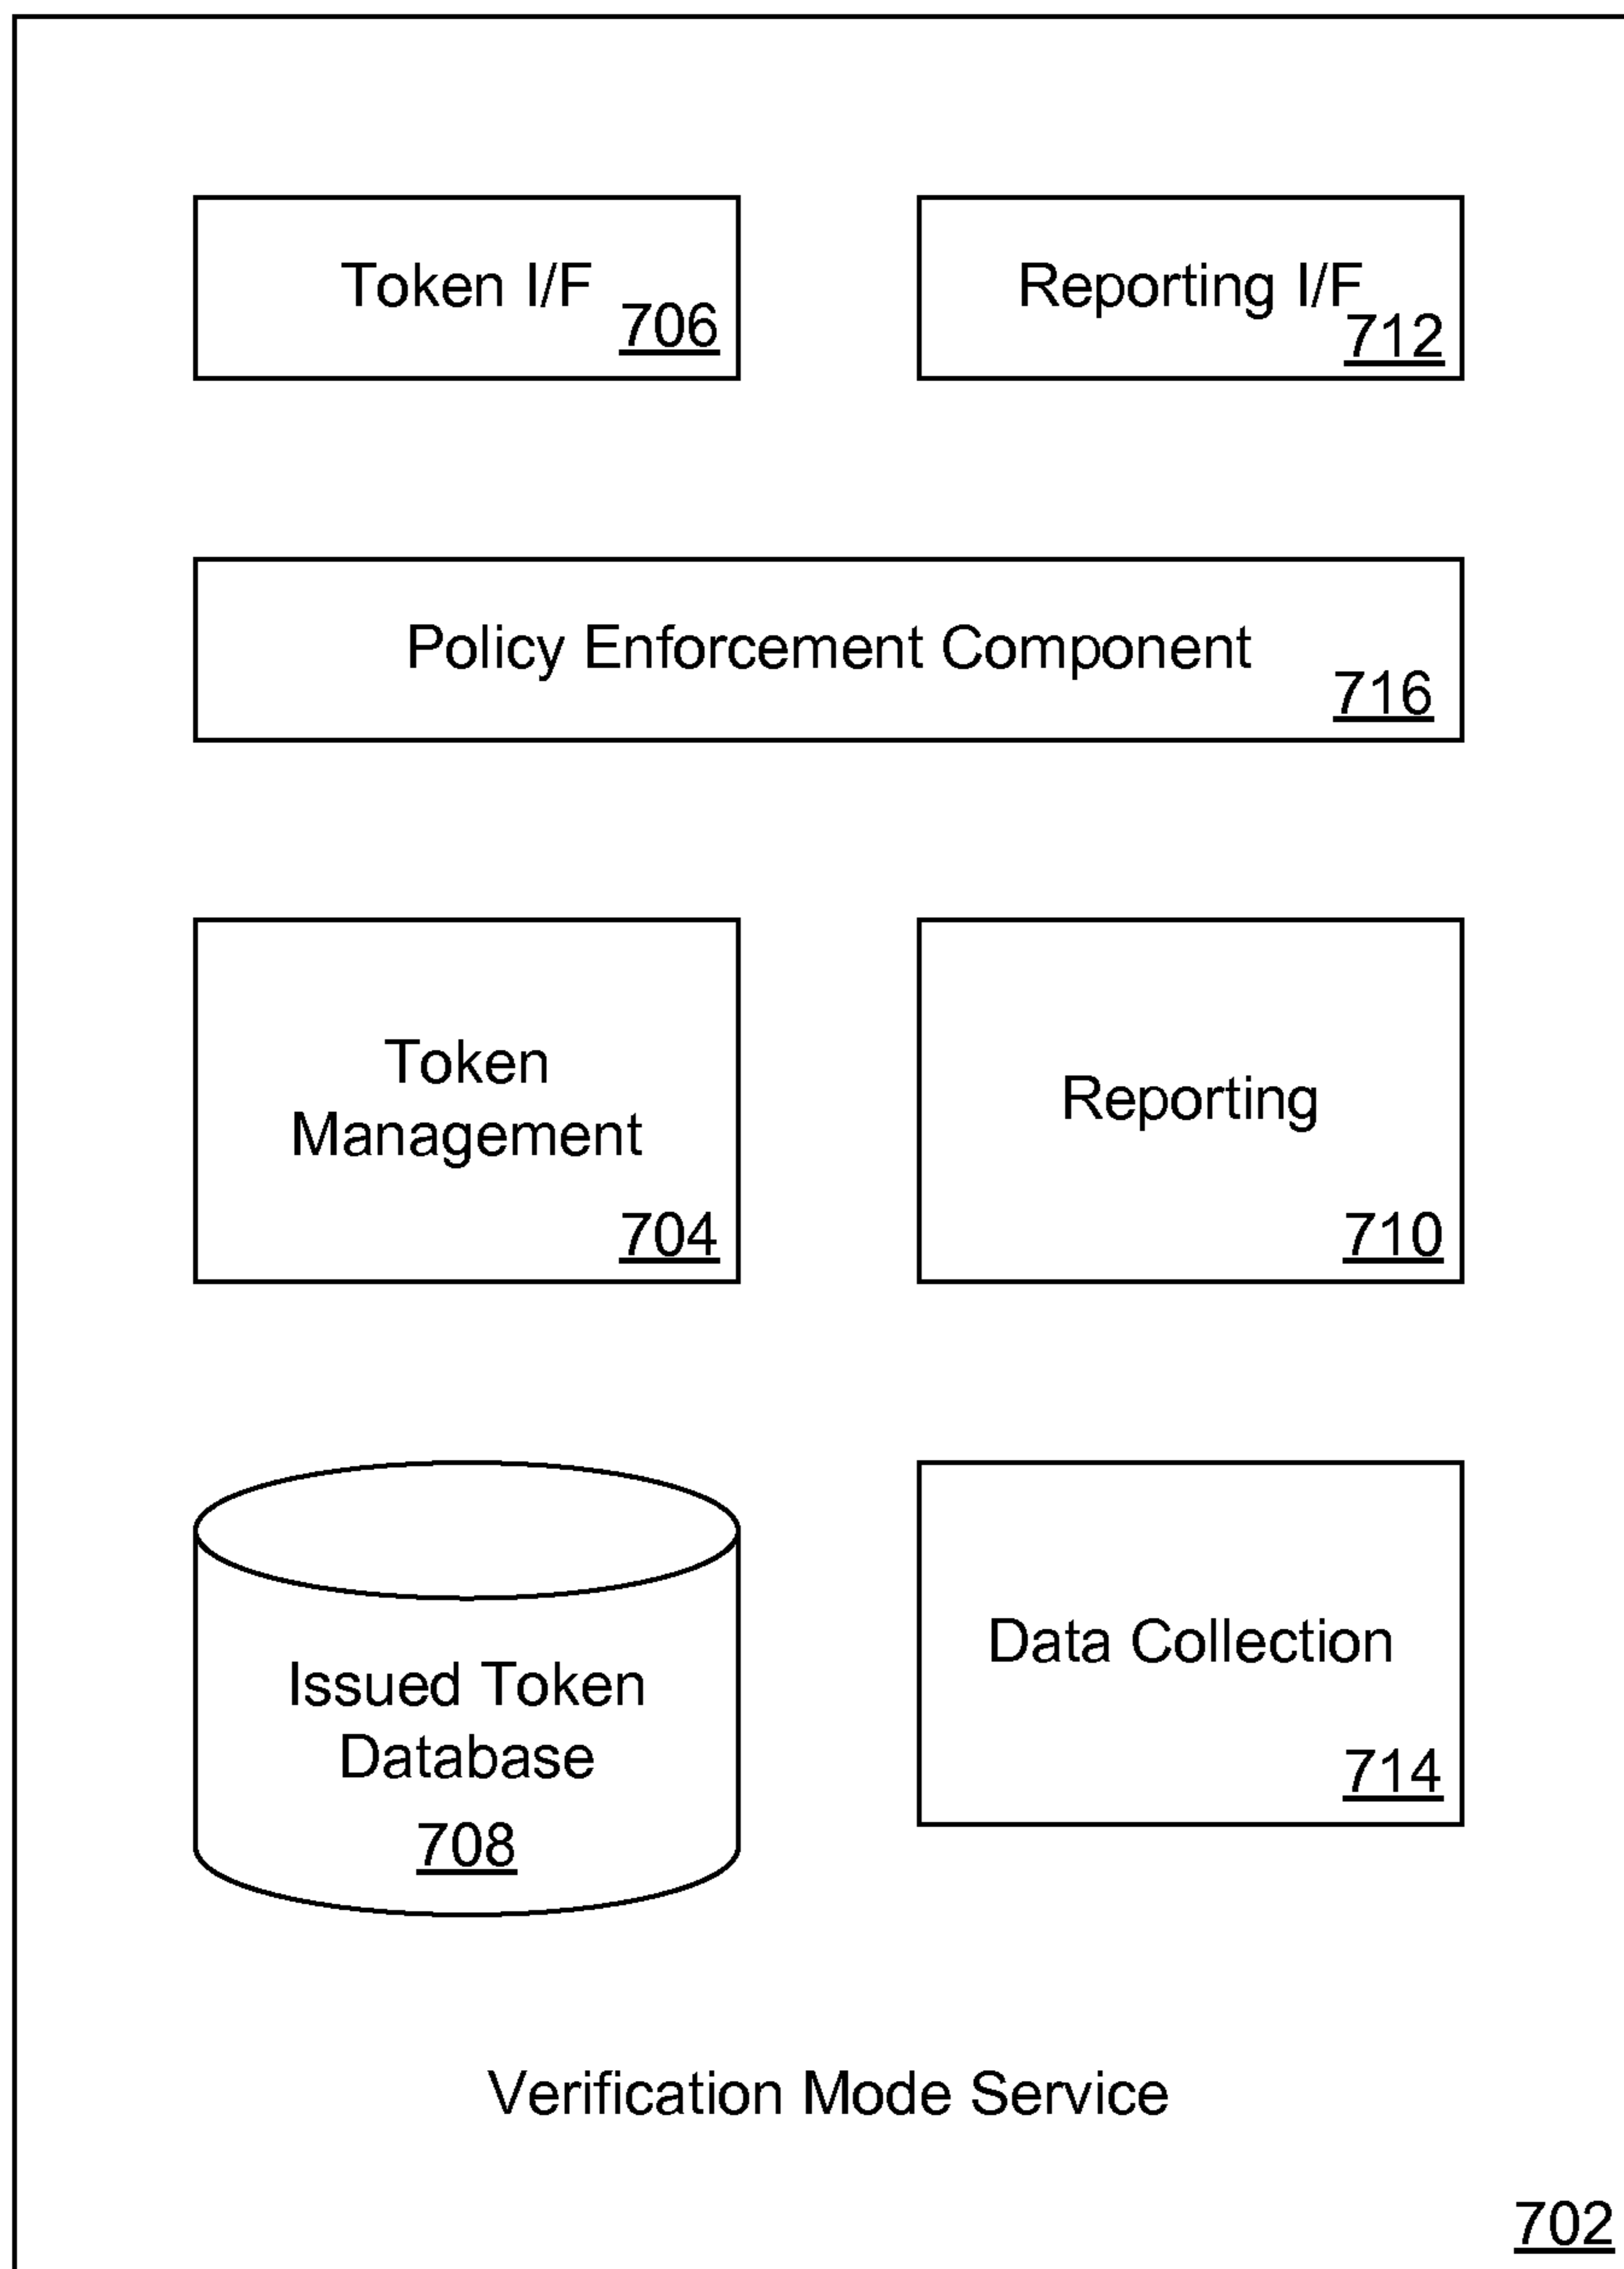 Token I/F
706
Reporting I/F
712
Policy Enforcement Component
716
Token
Management
704
Reporting
710
Issued Token
Database
708
Data Collection
714
Verification Mode Service
702